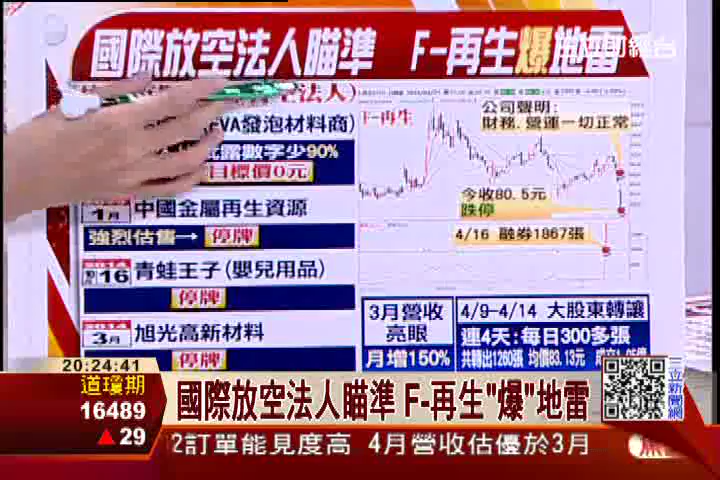 國際放空法人瞄準 F-再生爆地雷
法人)
VA發泡材料商)
數字少90%
目標價0元
1月 中國金屬再生資源
強烈估售→ 停牌
16 青蛙王子(嬰兒用品)
停牌
2014
3月 旭光高新材料
停牌
F-再生
公司聲明:
財務.營運一切正常
今收80.5元
跌停
4/16 融券1867張
3月營收
亮眼
月增150%
4/9-4/14 大股東轉讓
連4天:每日300多張
共轉出1260張 均價83.13元
20:24:41
道瓊期
16489
▲29
國際放空法人瞄準 F-再生"爆"地雷
三立新聞網
2訂單能見度高 4月營收估優於3月